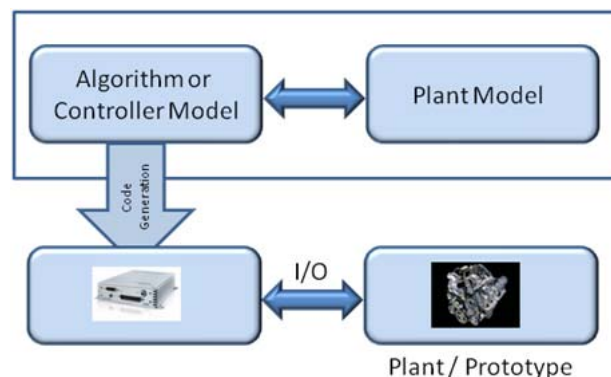 Algorithm or
Controller Model
Plant Model
Code
Generation
I/O
Plant / Prototype